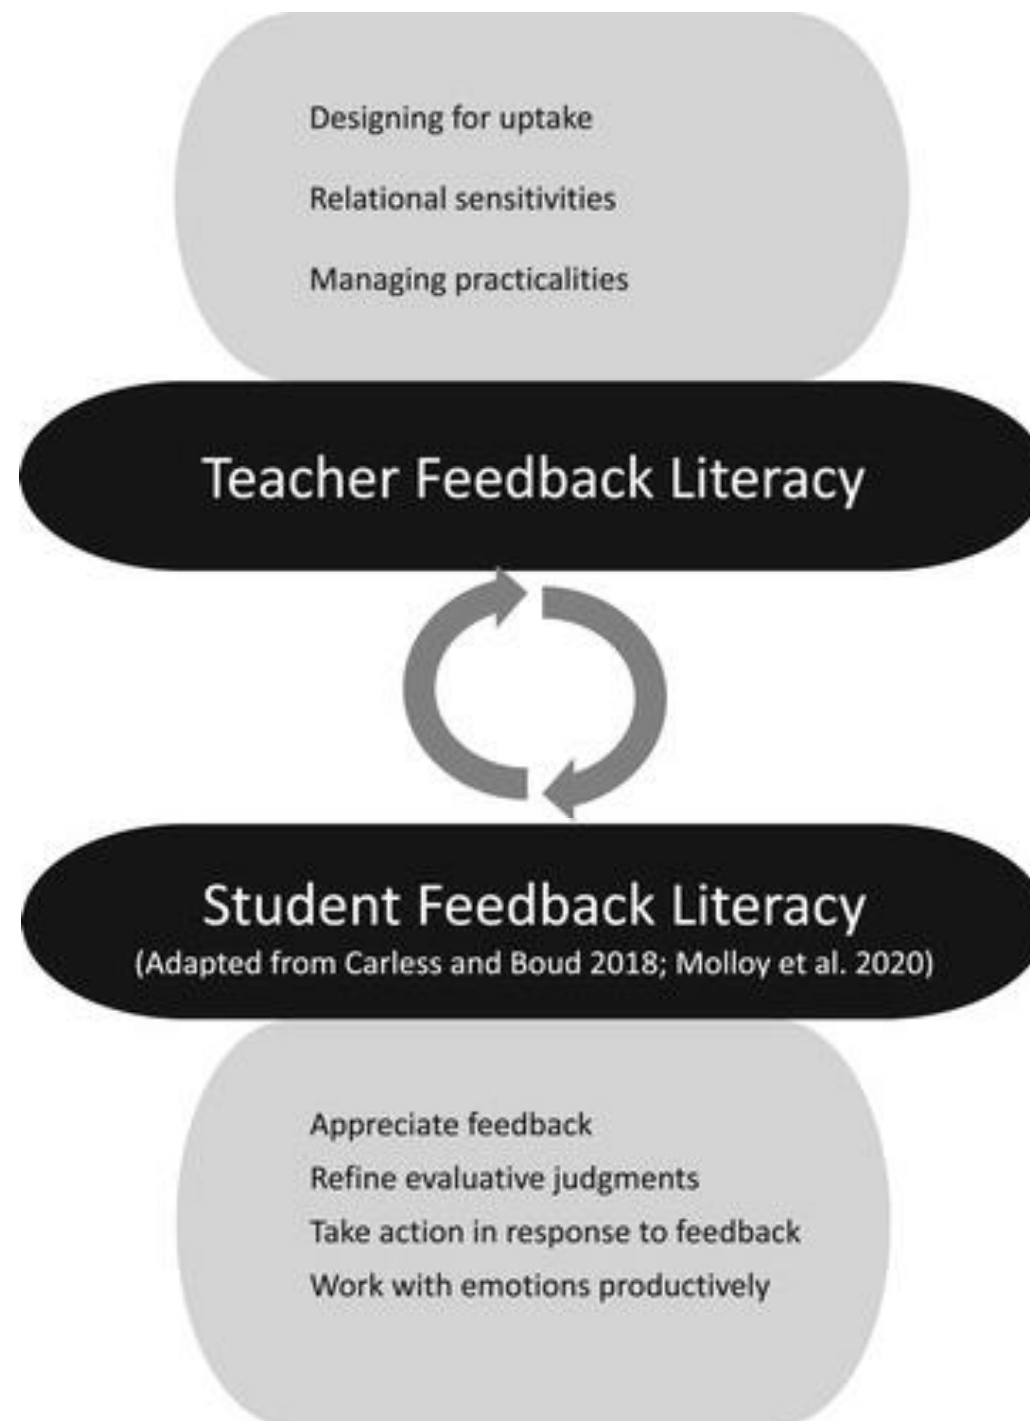 Designing for uptake
Relational sensitivities
Managing practicalities
Teacher Feedback Literacy
Student Feedback Literacy
(Adapted from Carless and Boud 2018; Molloy et al. 2020)
Appreciate feedback
Refine evaluative judgments
Take action in response to feedback
Work with emotions productively